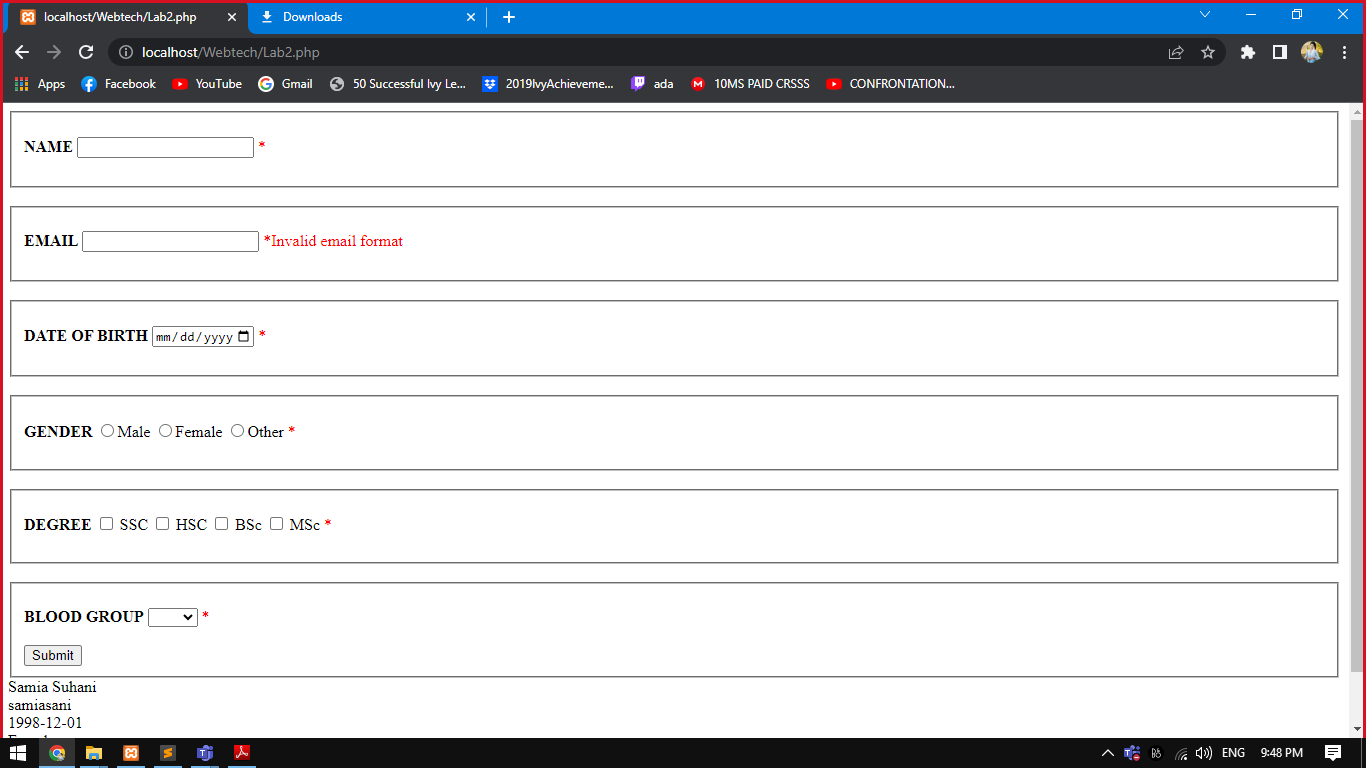 localhost/Webtech/Lab2.php
Downloads
localhost/Webtech/Lab2.php
Apps Facebook YouTube Gmail 50 Successful Ivy Le... 2019IvyAchieveme... ada 10MS PAID CRSSS CONFRONTATION...
NAME *
EMAIL *Invalid email format
DATE OF BIRTH mm/dd/yyyy *
GENDER Male Female Other *
DEGREE SSC HSC BSc MSc *
BLOOD GROUP *
Submit
Samia Suhani
samiasani
1998-12-01
ENG 9:48 PM